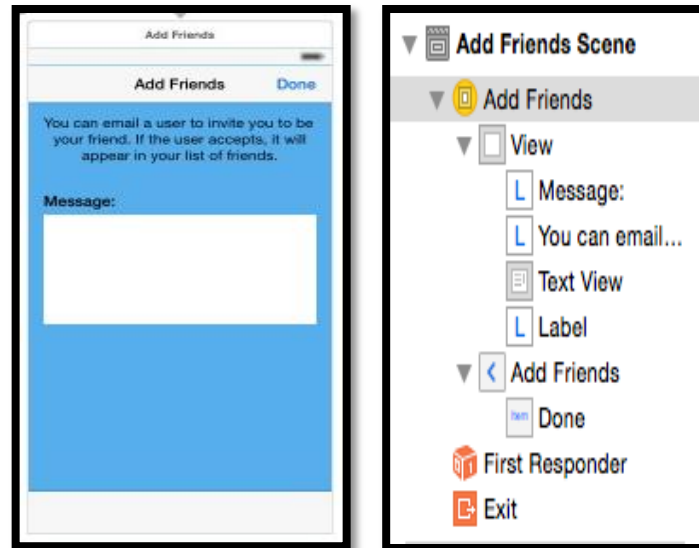 Add Friends
Add Friends Done
You can email a user to invite you to be
your friend. If the user accepts, it will
appear in your list of friends.
Message:
Add Friends Scene
Add Friends
View
L Message:
L You can email...
Text View
L Label
Add Friends
Item Done
First Responder
Exit